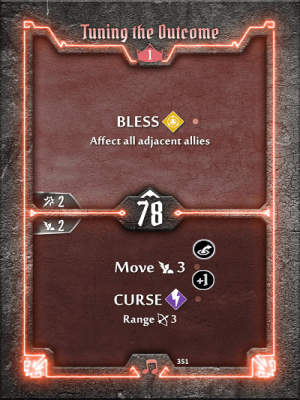 Tuning the Outcome
1
BLESS
Affect all adjacent allies
2
78
2
Move 3
+1
CURSE
Range 3
351